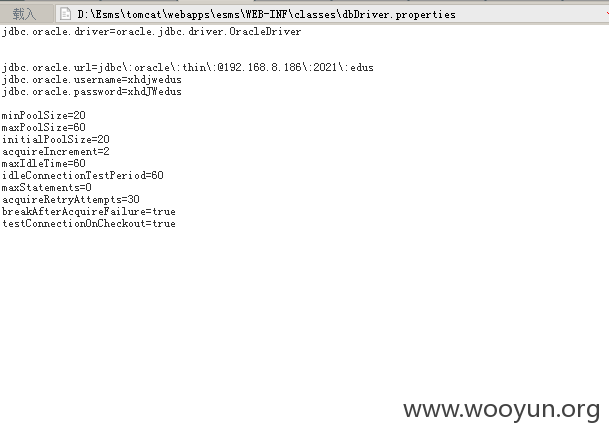 载入 D:\Esms\tomcat\webapps\esms\WEB-INF\classes\dbDriver.properties
jdbc.oracle.driver=oracle.jdbc.driver.OracleDriver
jdbc.oracle.url=jdbc\:oracle\:thin\:@192.168.8.186\:2021\:edus
jdbc.oracle.username=xhdjwedus
jdbc.oracle.password=xhdJWedus
minPoolSize=20
maxPoolSize=60
initialPoolSize=20
acquireIncrement=2
maxIdleTime=60
idleConnectionTestPeriod=60
maxStatements=0
acquireRetryAttempts=30
breakAfterAcquireFailure=true
testConnectionOnCheckout=true
www.wooyun.org